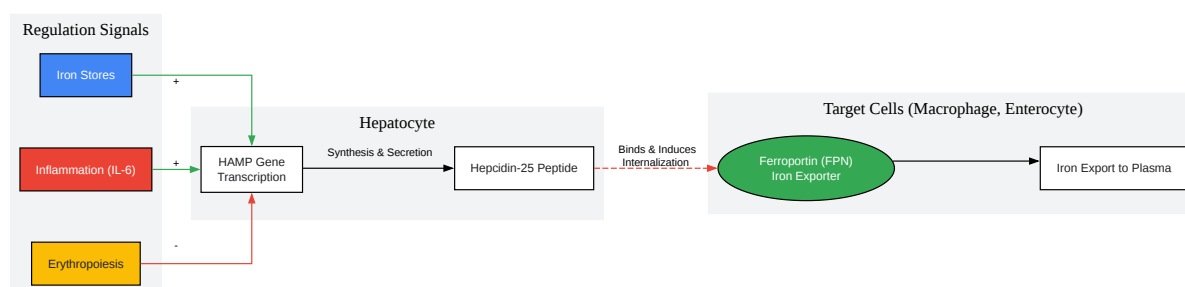 Regulation Signals
Iron Stores
+
Inflammation (IL-6)
+
Erythropoiesis
-
Hepatocyte
HAMP Gene
Transcription
Synthesis & Secretion
Hepcidin-25 Peptide
Binds & Induces
Internalization
Target Cells (Macrophage, Enterocyte)
Ferroportin (FPN)
Iron Exporter
Iron Export to Plasma